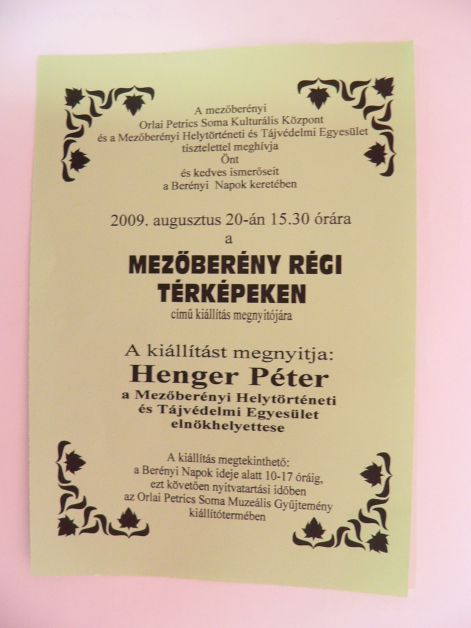 A mezőberényi
Orlai Petrics Soma Kulturális Központ
és a Mezőberényi Helytörténeti és Tájvédelmi Egyesület
tisztelettel meghívja
Önt
és kedves ismerőseit
a Berényi Napok keretében
2009. augusztus 20-án 15.30 órára
a
MEZŐBERÉNY RÉGI
TÉRKÉPEKEN
című kiállítás megnyitójára
A kiállítást megnyitja:
Henger Péter
a Mezőberényi Helytörténeti
és Tájvédelmi Egyesület
elnökhelyettese
A kiállítás megtekinthető:
a Berényi Napok ideje alatt 10-17 óráig,
ezt követően nyitvatartási időben
az Orlai Petrics Soma Muzeális Gyűjtemény
kiállítótermében